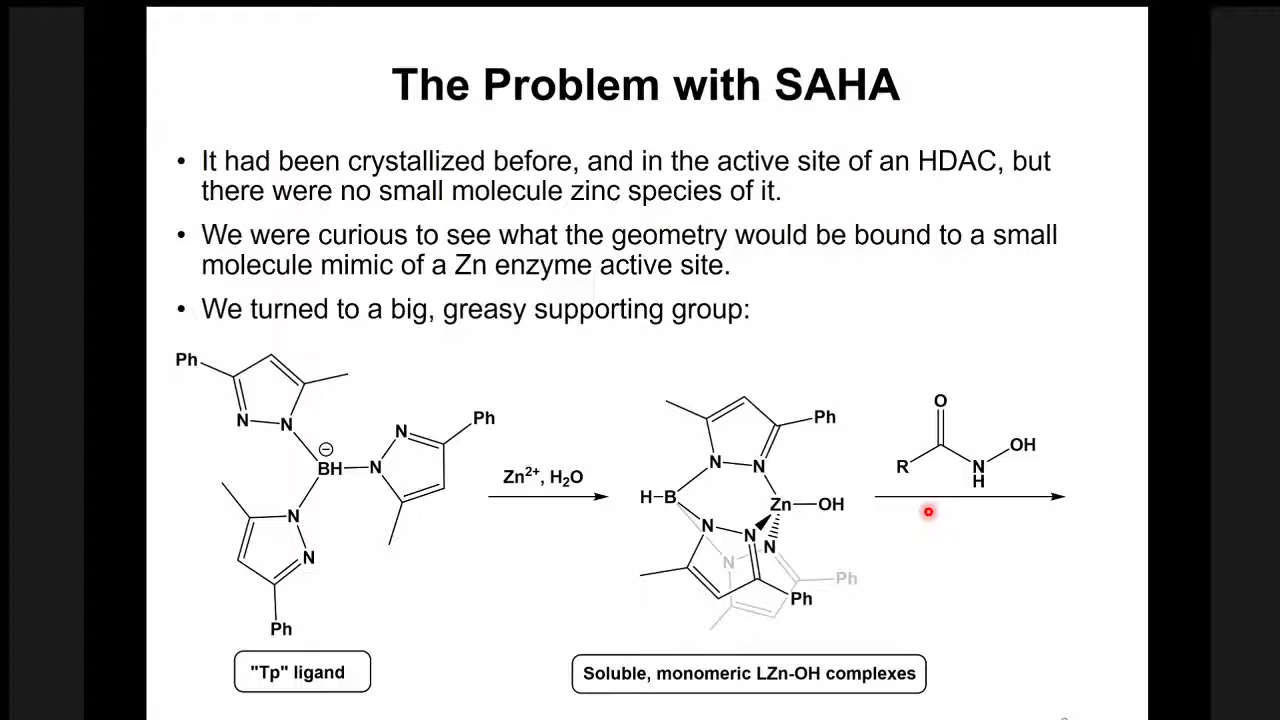 The Problem with SAHA
• It had been crystallized before, and in the active site of an HDAC, but
there were no small molecule zinc species of it.
• We were curious to see what the geometry would be bound to a small
molecule mimic of a Zn enzyme active site.
• We turned to a big, greasy supporting group:
Ph
N
N
⊖
BH
N
N
Ph
N
N
Ph
Zn²⁺, H₂O
Ph
N
N
H
B
Zn
OH
N
N
N
N
Ph
Ph
O
R
N
H
OH
"Tp" ligand
Soluble, monomeric LZn-OH complexes